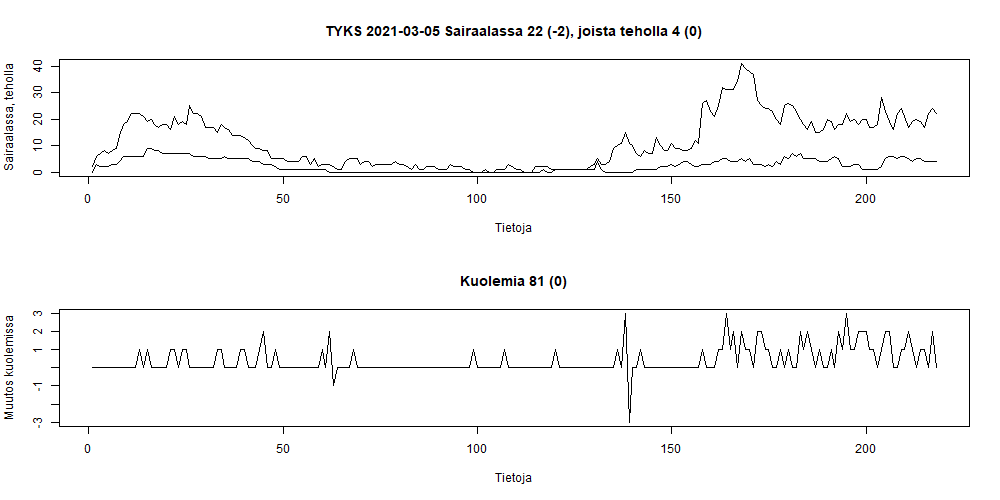 TYKS 2021-03-05 Sairaalassa 22 (-2), joista teholla 4 (0)
Sairaalassa, teholla
40
30
20
10
0
0 50 100 150 200
Tietoja
Kuolemia 81 (0)
Muutos kuolemissa
3
2
1
-1
-3
0 50 100 150 200
Tietoja